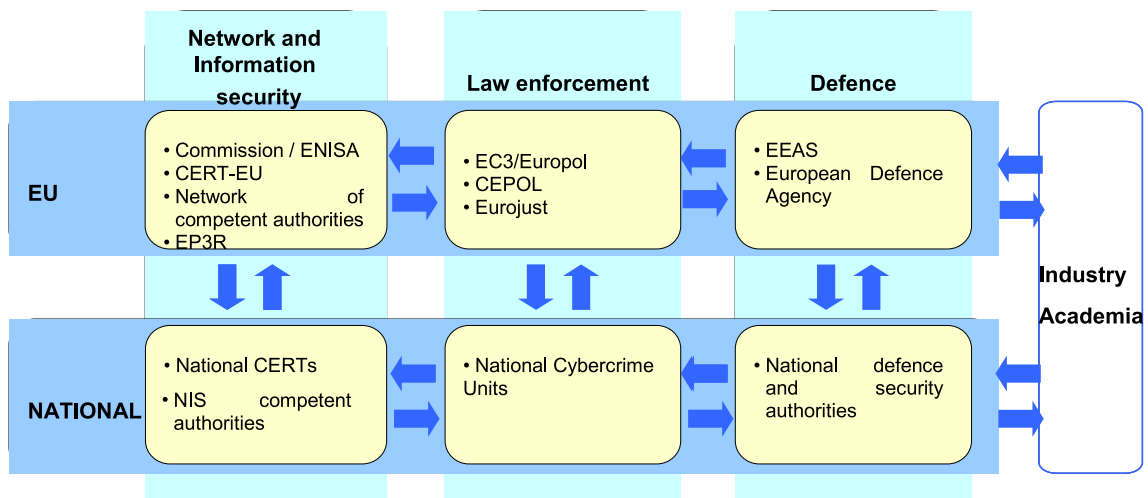 Network and
Information
security
Law enforcement
Defence
EU
• Commission / ENISA
• CERT-EU
• Network of
competent authorities
• EP3R
• EC3/Europol
• CEPOL
• Eurojust
• EEAS
• European Defence
Agency
Industry
Academia
NATIONAL
• National CERTs
• NIS competent
authorities
• National Cybercrime
Units
• National defence
and security
authorities